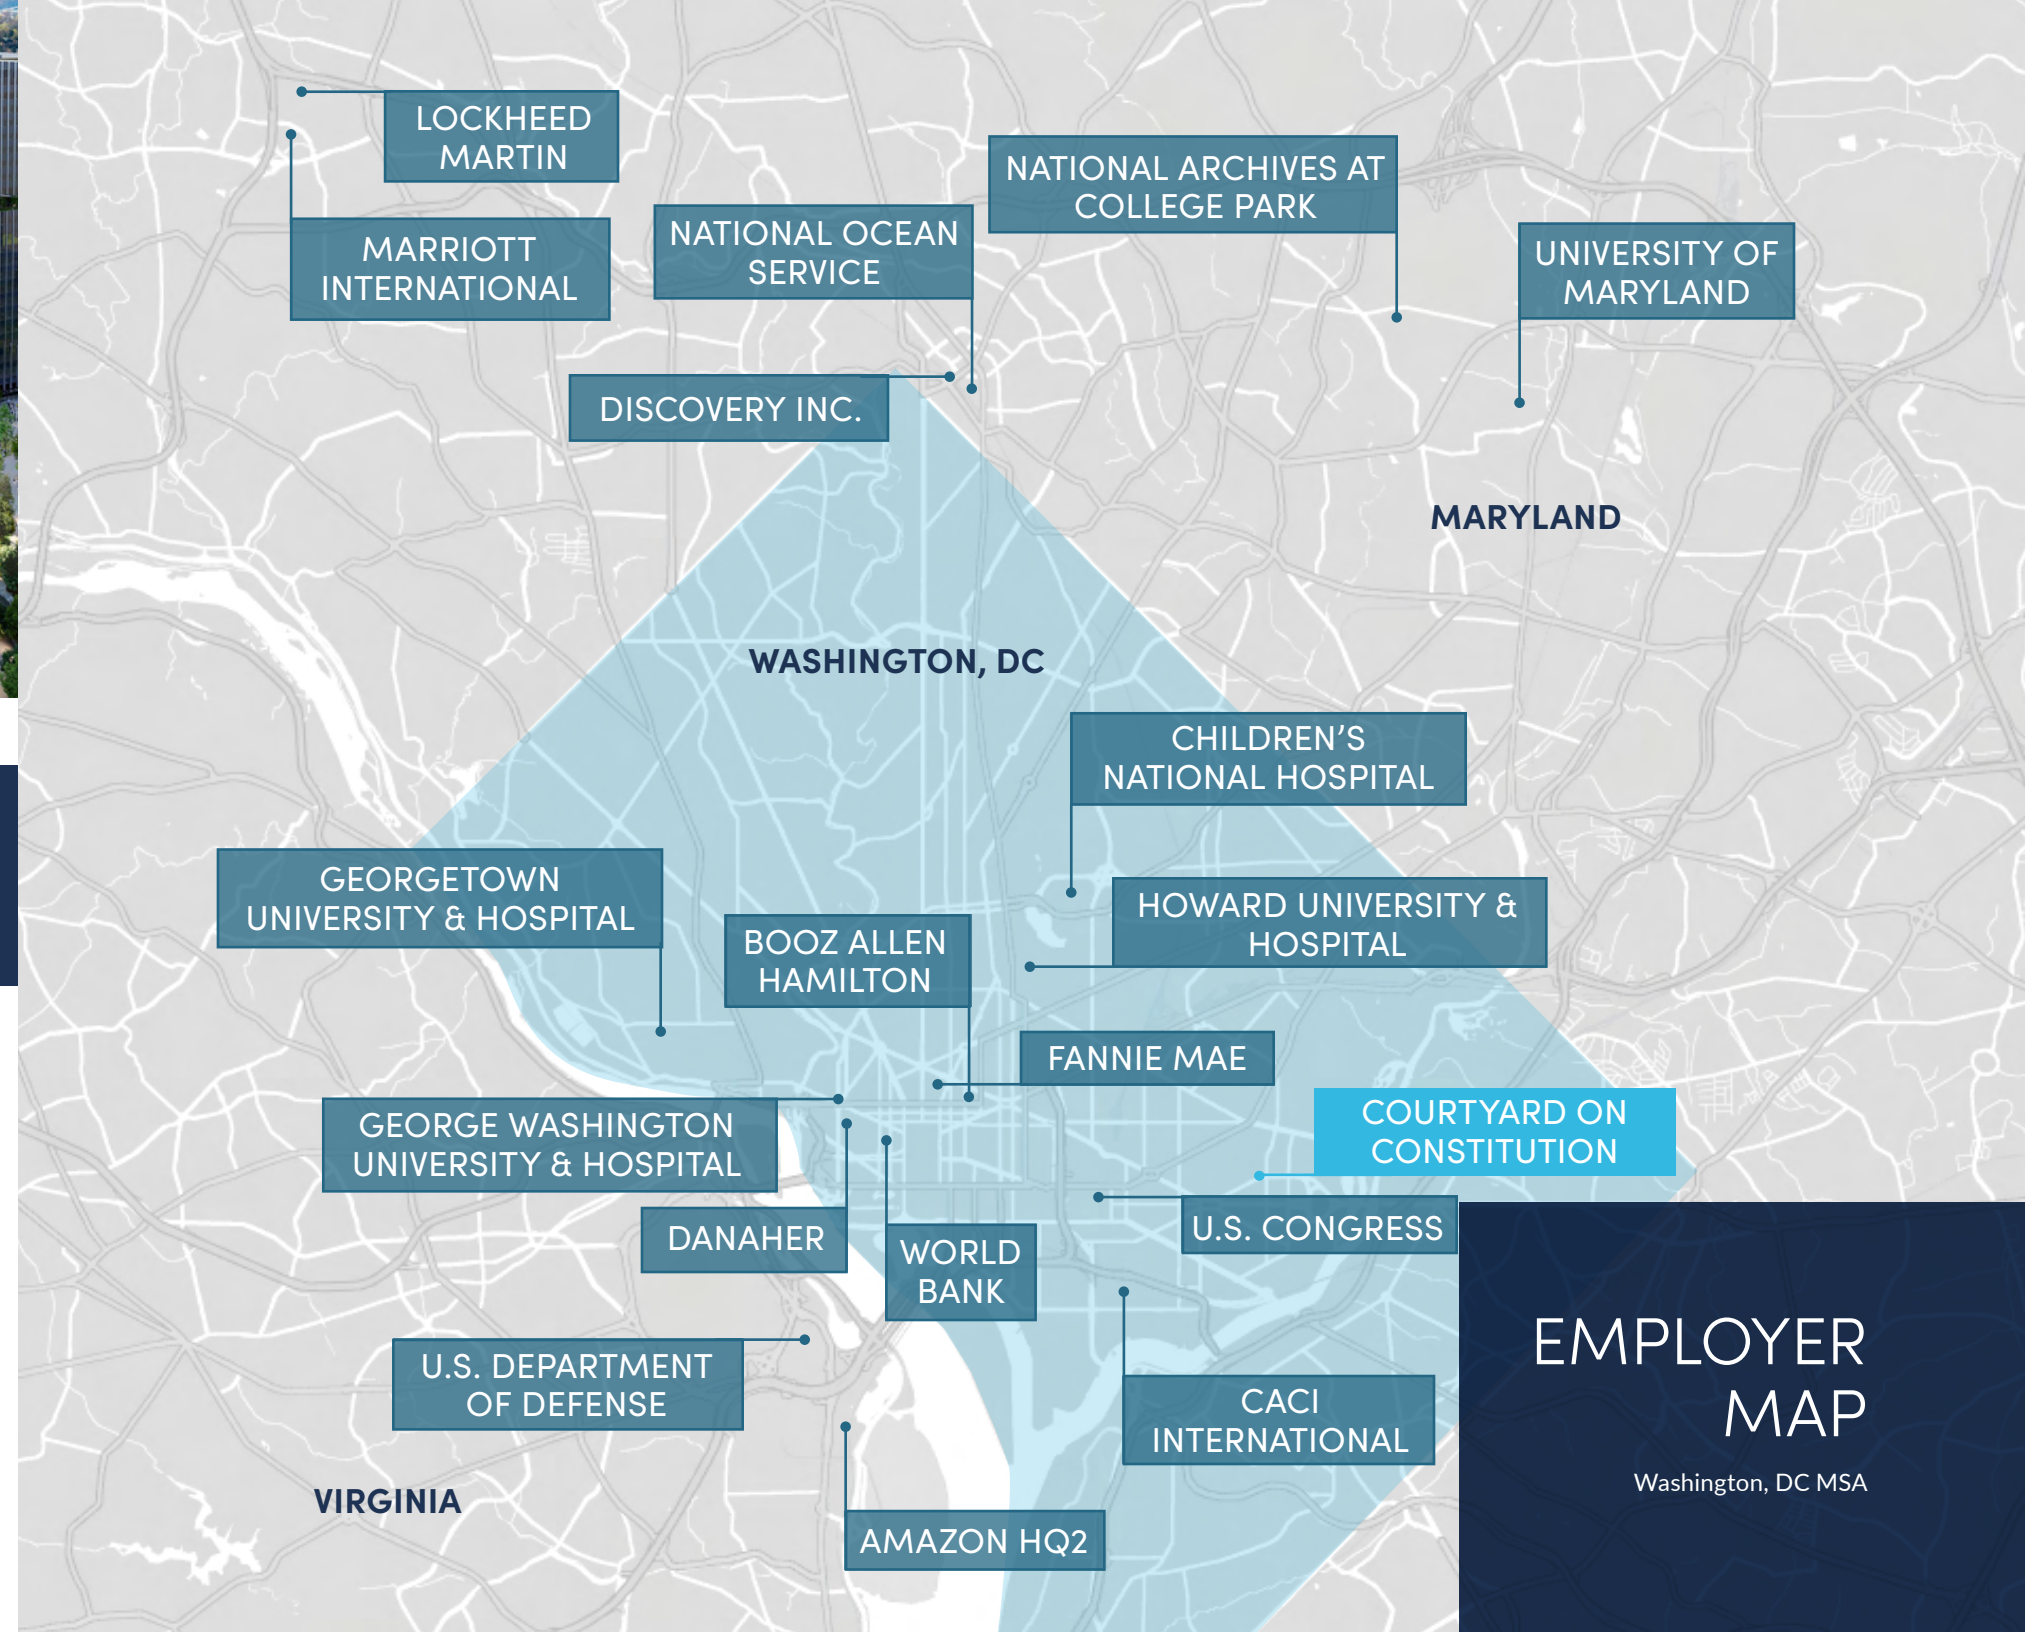 LOCKHEED
MARTIN
NATIONAL ARCHIVES AT
COLLEGE PARK
MARRIOTT
INTERNATIONAL
NATIONAL OCEAN
SERVICE
UNIVERSITY OF
MARYLAND
DISCOVERY INC.
MARYLAND
WASHINGTON, DC
CHILDREN'S
NATIONAL HOSPITAL
GEORGETOWN
UNIVERSITY & HOSPITAL
BOOZ ALLEN
HAMILTON
HOWARD UNIVERSITY &
HOSPITAL
FANNIE MAE
GEORGE WASHINGTON
UNIVERSITY & HOSPITAL
COURTYARD ON
CONSTITUTION
DANAHER
WORLD
BANK
U.S. CONGRESS
U.S. DEPARTMENT
OF DEFENSE
CACI
INTERNATIONAL
VIRGINIA
AMAZON HQ2
EMPLOYER
MAP
Washington, DC MSA